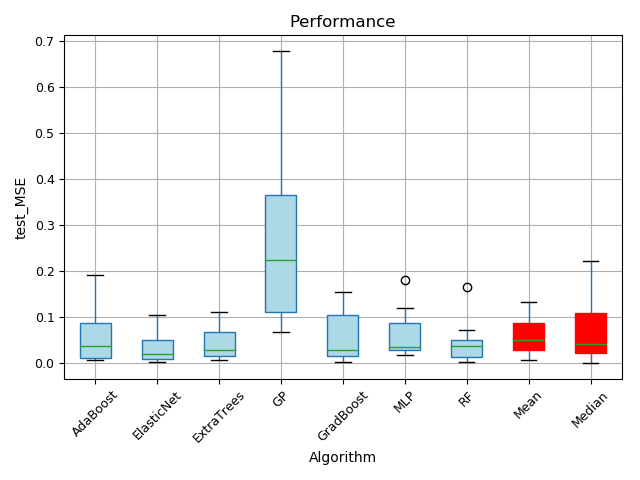 Performance
0.7
0.6
0.5
0.4
0.3
0.2
0.1
0.0
test_MSE
AdaBoost
ElasticNet
ExtraTrees
GP
GradBoost
MLP
RF
Mean
Median
Algorithm